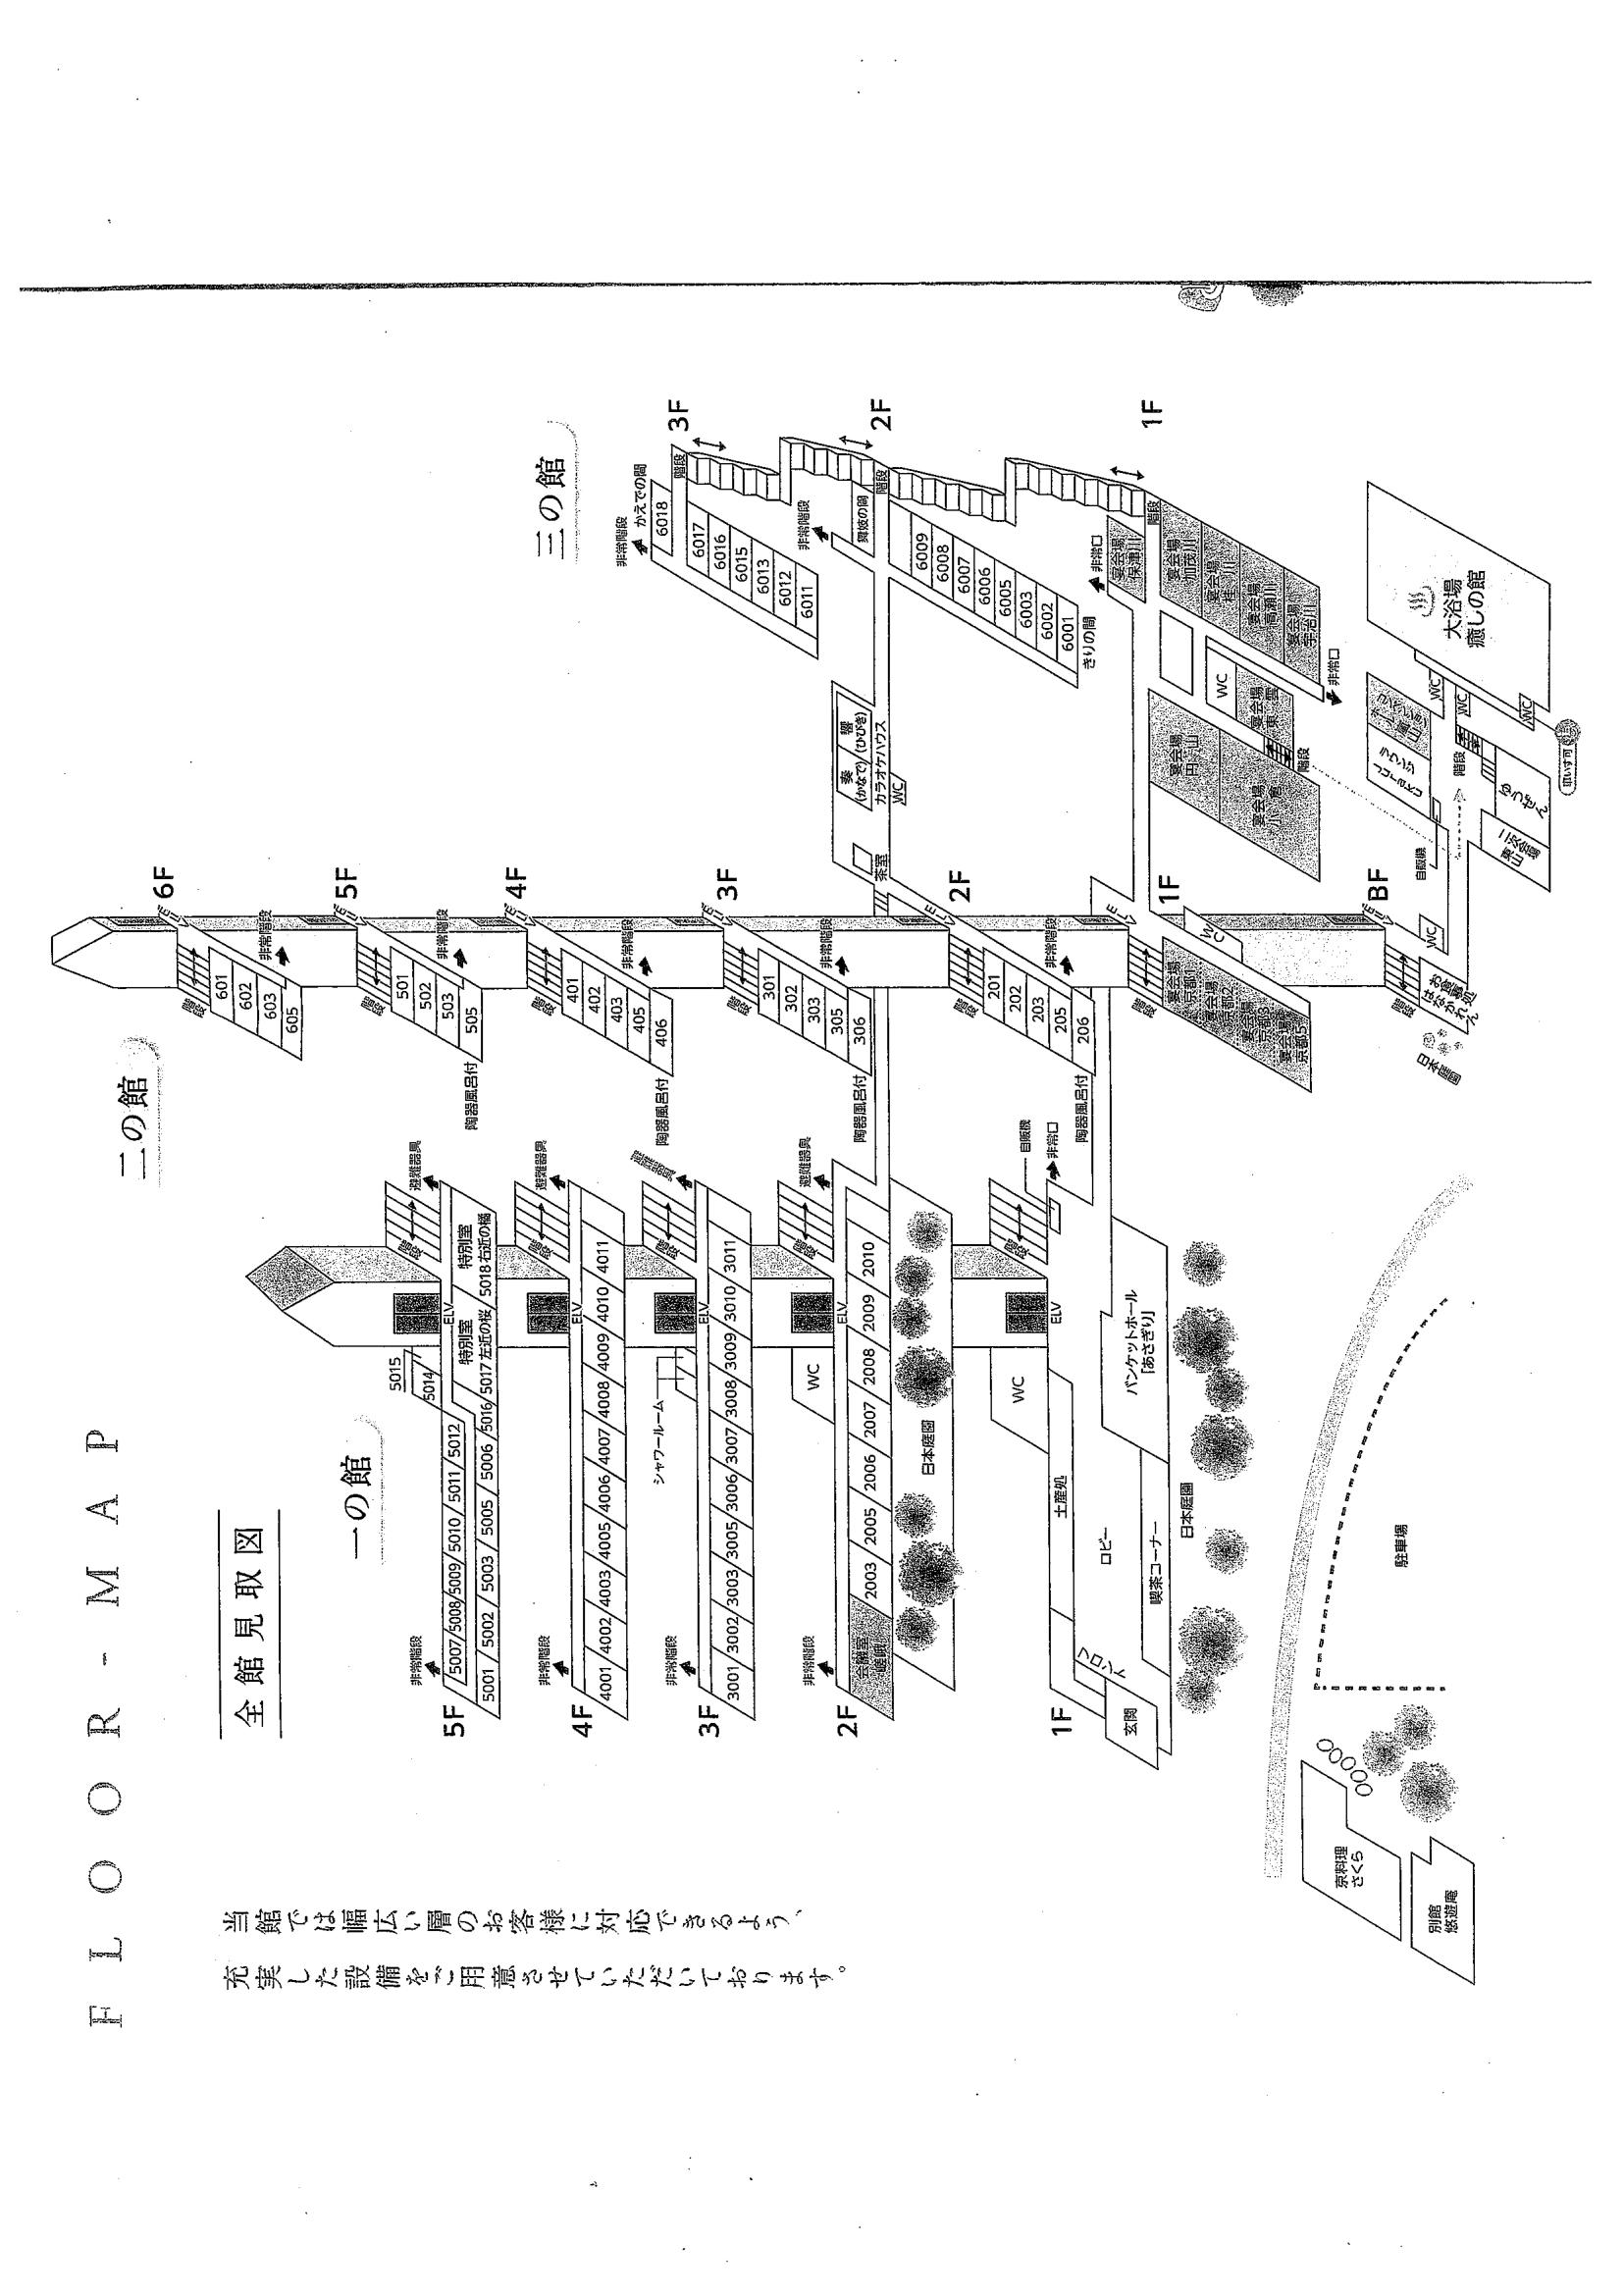 FLOOR-MAP
全館見取図
当館では幅広い層のお客様に対応できるよう、
充実した設備をご用意させていただいております。
一の館
5F
非常階段
5007 5008 5009 5010 5011 5012
5014
5015
5001 5002 5003 5005 5006 5016
特別室
5017 左近の桜
特別室
5018 右近の橘
ELV
階段
避難器具
4F
非常階段
4001 4002 4003 4005 4006 4007 4008 4009 4010 4011
ELV
階段
避難器具
3F
非常階段
3001 3002 3003 3005 3006 3007 3008 3009 3010 3011
シャワールーム
ELV
階段
避難器具
2F
非常階段
会議室
嵯峨
2003 2005 2006 2007 2008 2009 2010
WC
ELV
階段
避難器具
日本庭園
1F
玄関
フロント
ロビー
土産処
喫茶コーナー
WC
ELV
階段
自販機
非常口
バンケットホール
「あさぎり」
日本庭園
駐車場
京料理
さくら
別館
悠遊庵
二の館
6F
ELV
階段
非常階段
601
602
603
605
5F
ELV
階段
非常階段
501
502
503
505
陶器風呂付
4F
ELV
階段
非常階段
401
402
403
405
406
陶器風呂付
3F
ELV
階段
非常階段
301
302
303
305
306
陶器風呂付
2F
ELV
階段
非常階段
201
202
203
205
206
陶器風呂付
1F
ELV
階段
WC
宴会場
京都1
宴会場
京都2
宴会場
京都3
宴会場
京都5
BF
ELV
階段
WC
お食事処
はなかれん
日本庭園
茶室
奏
(かなで)
響
(ひびき)
カラオケハウス
WC
三の館
3F
階段
非常階段
かえでの間
6018
6017
6016
6015
6013
6012
6011
2F
階段
非常階段
舞妓の間
6009
6008
6007
6006
6005
6003
6002
6001
きりの間
1F
階段
非常口
宴会場
保津川
宴会場
加茂川
宴会場
桂川
宴会場
高瀬川
宴会場
宇治川
非常口
WC
宴会場
東雲
階段
宴会場
円山
宴会場
小倉
大浴場
癒しの館
WC
WC
WC
嵐山
ラウンジ
階段
自販機
ゆうぜん
二次会場
東山